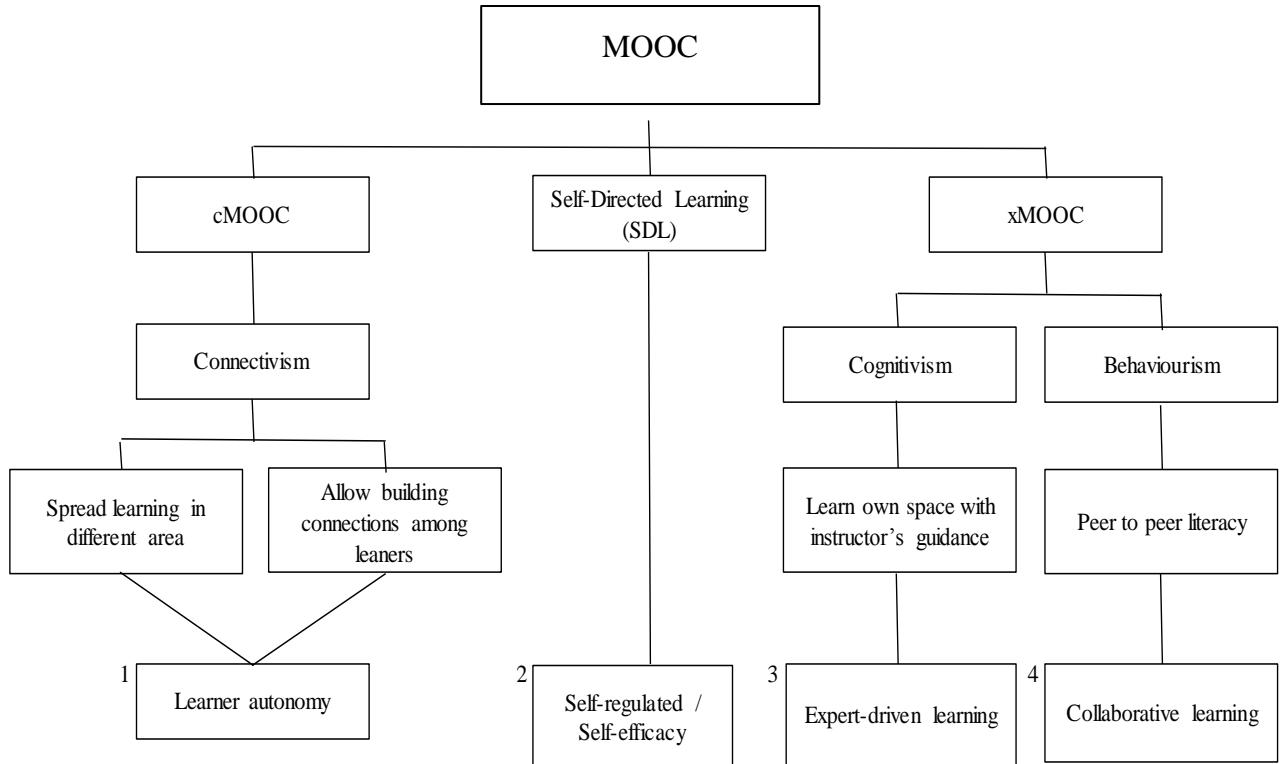 MOOC
cMOOC
Self-Directed Learning
(SDL)
xMOOC
Connectivism
Cognitivism
Behaviourism
Spread learning in
different area
Allow building
connections among
leaners
Learn own space with
instructor’s guidance
Peer to peer literacy
1
Learner autonomy
2
Self-regulated /
Self-efficacy
3
Expert-driven learning
4
Collaborative learning